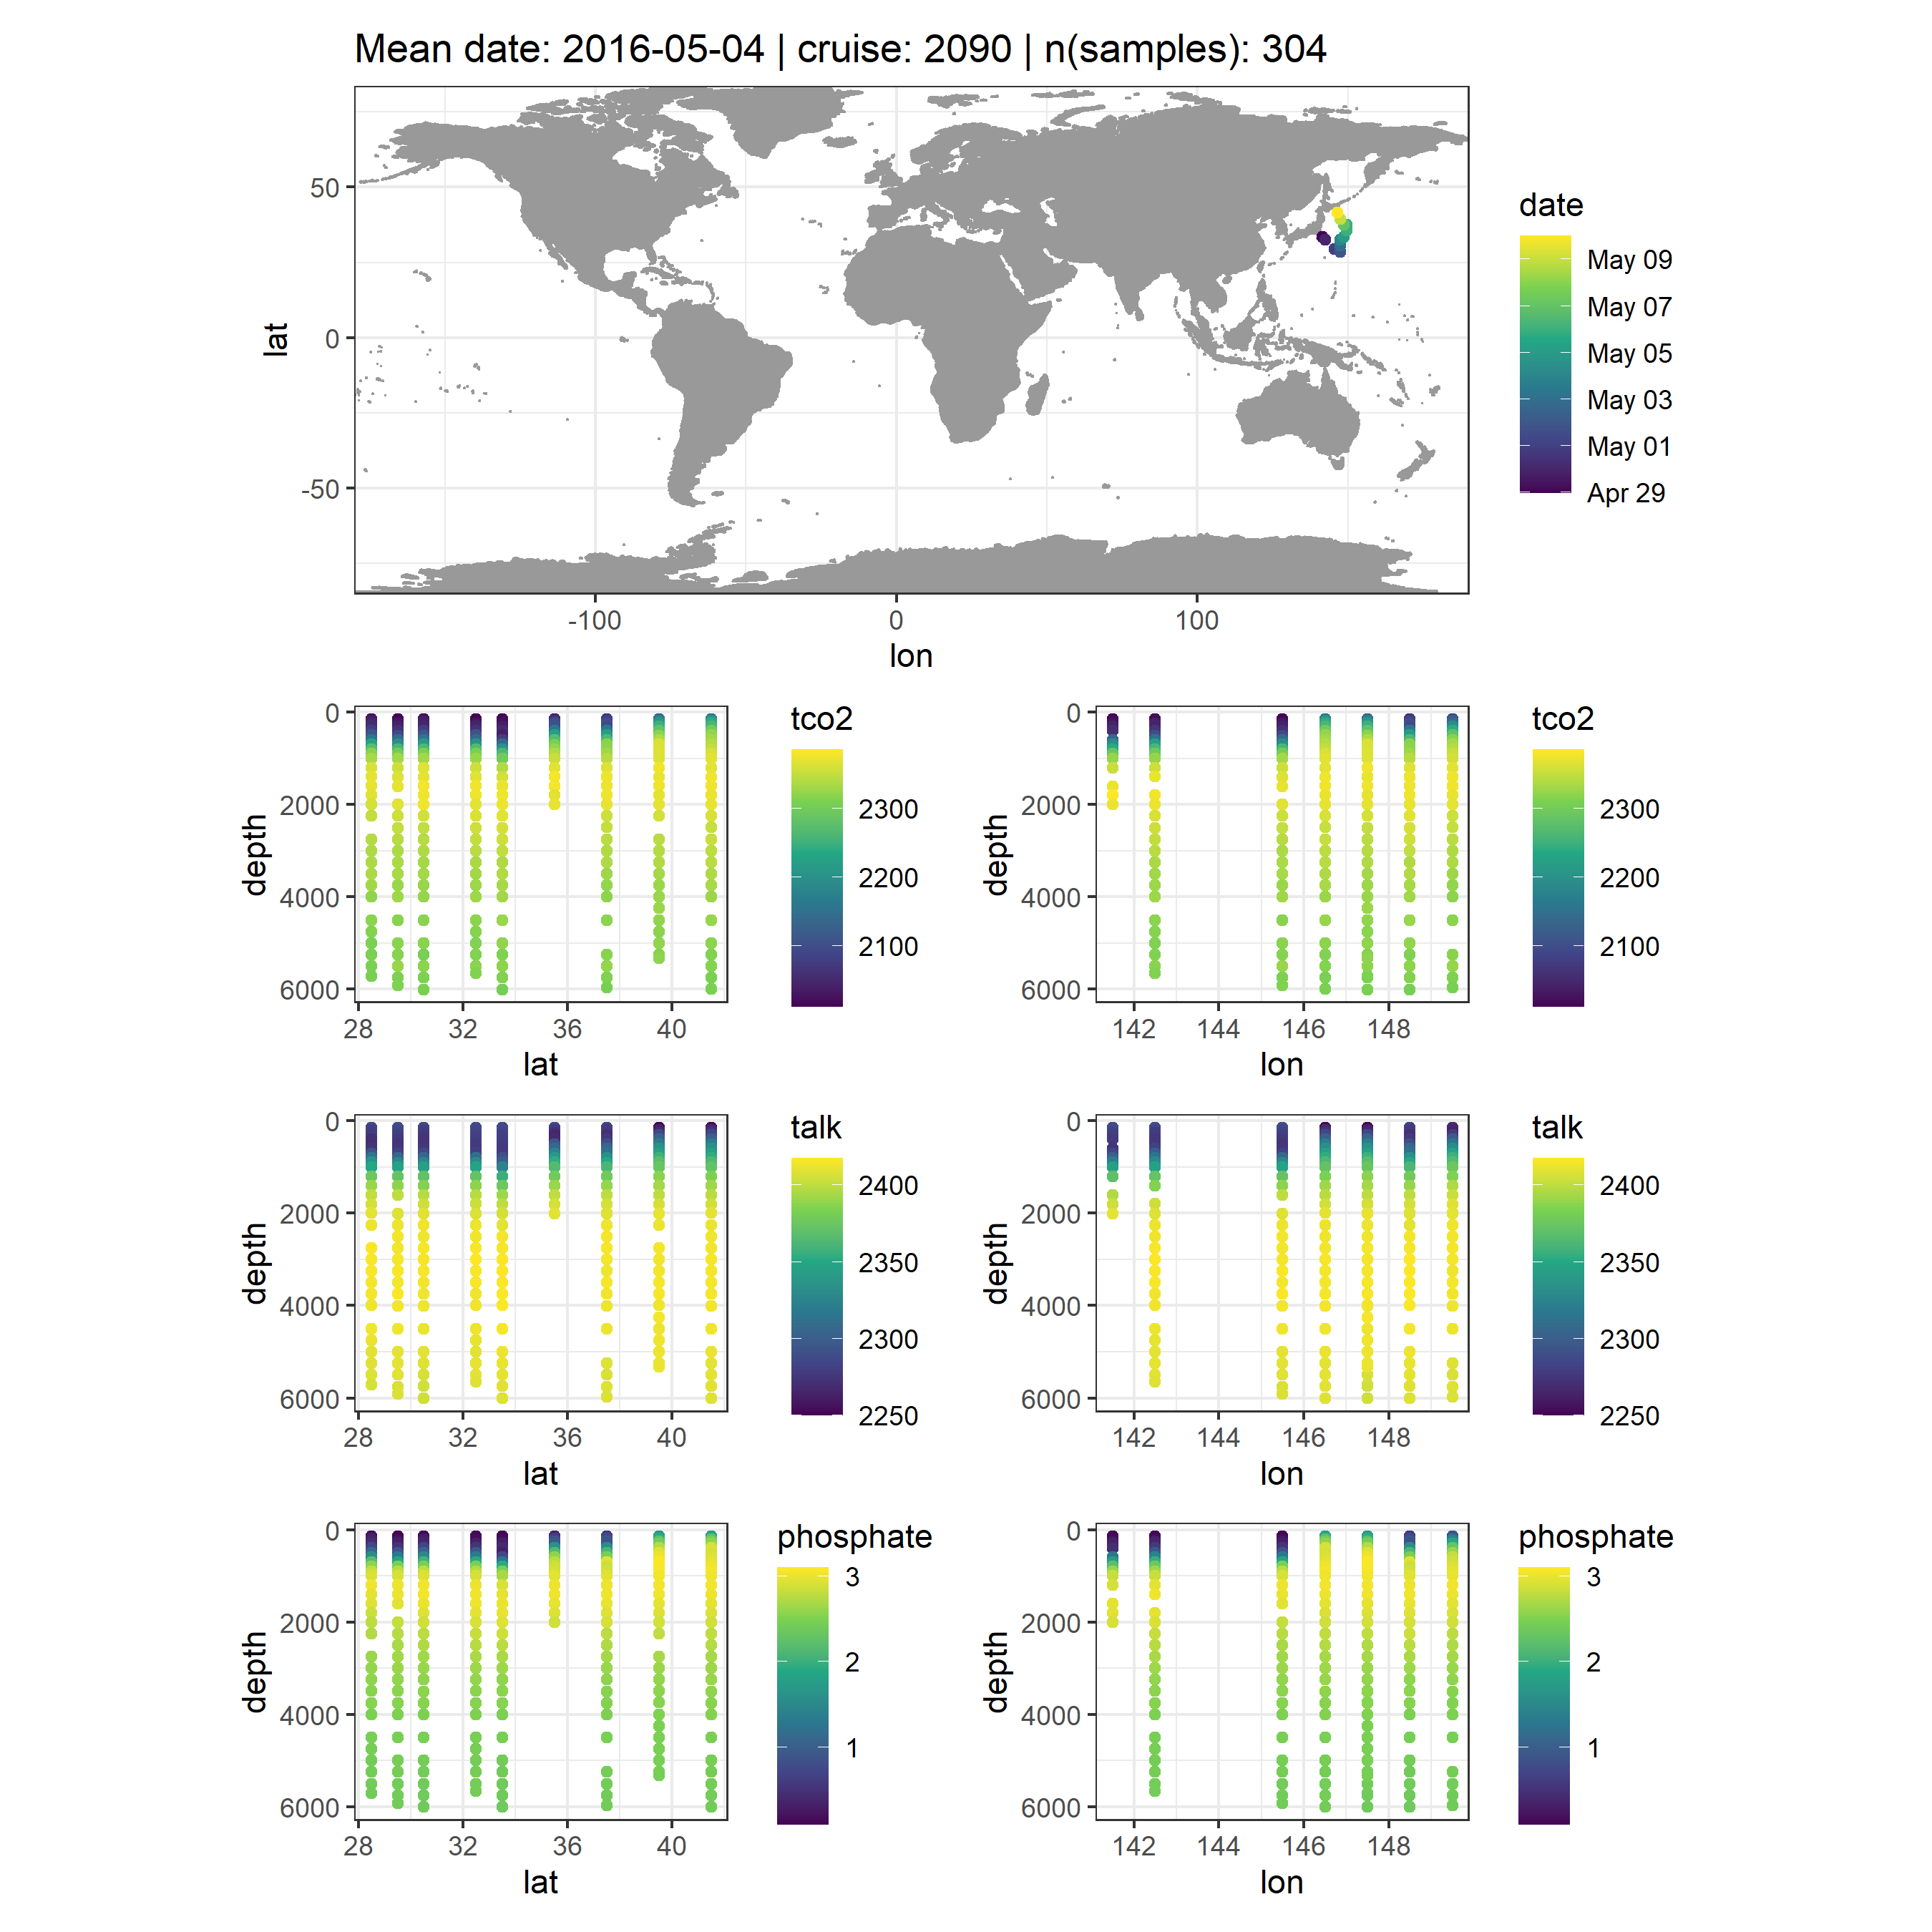 Mean date: 2016-05-04 | cruise: 2090 | n(samples): 304
50
0
-50
lat
-100
0
100
lon
date
May 09
May 07
May 05
May 03
May 01
Apr 29
0
2000
4000
6000
depth
28
32
36
40
lat
tco2
2300
2200
2100
0
2000
4000
6000
depth
142
144
146
148
lon
tco2
2300
2200
2100
0
2000
4000
6000
depth
28
32
36
40
lat
talk
2400
2350
2300
2250
0
2000
4000
6000
depth
142
144
146
148
lon
talk
2400
2350
2300
2250
0
2000
4000
6000
depth
28
32
36
40
lat
phosphate
3
2
1
0
2000
4000
6000
depth
142
144
146
148
lon
phosphate
3
2
1